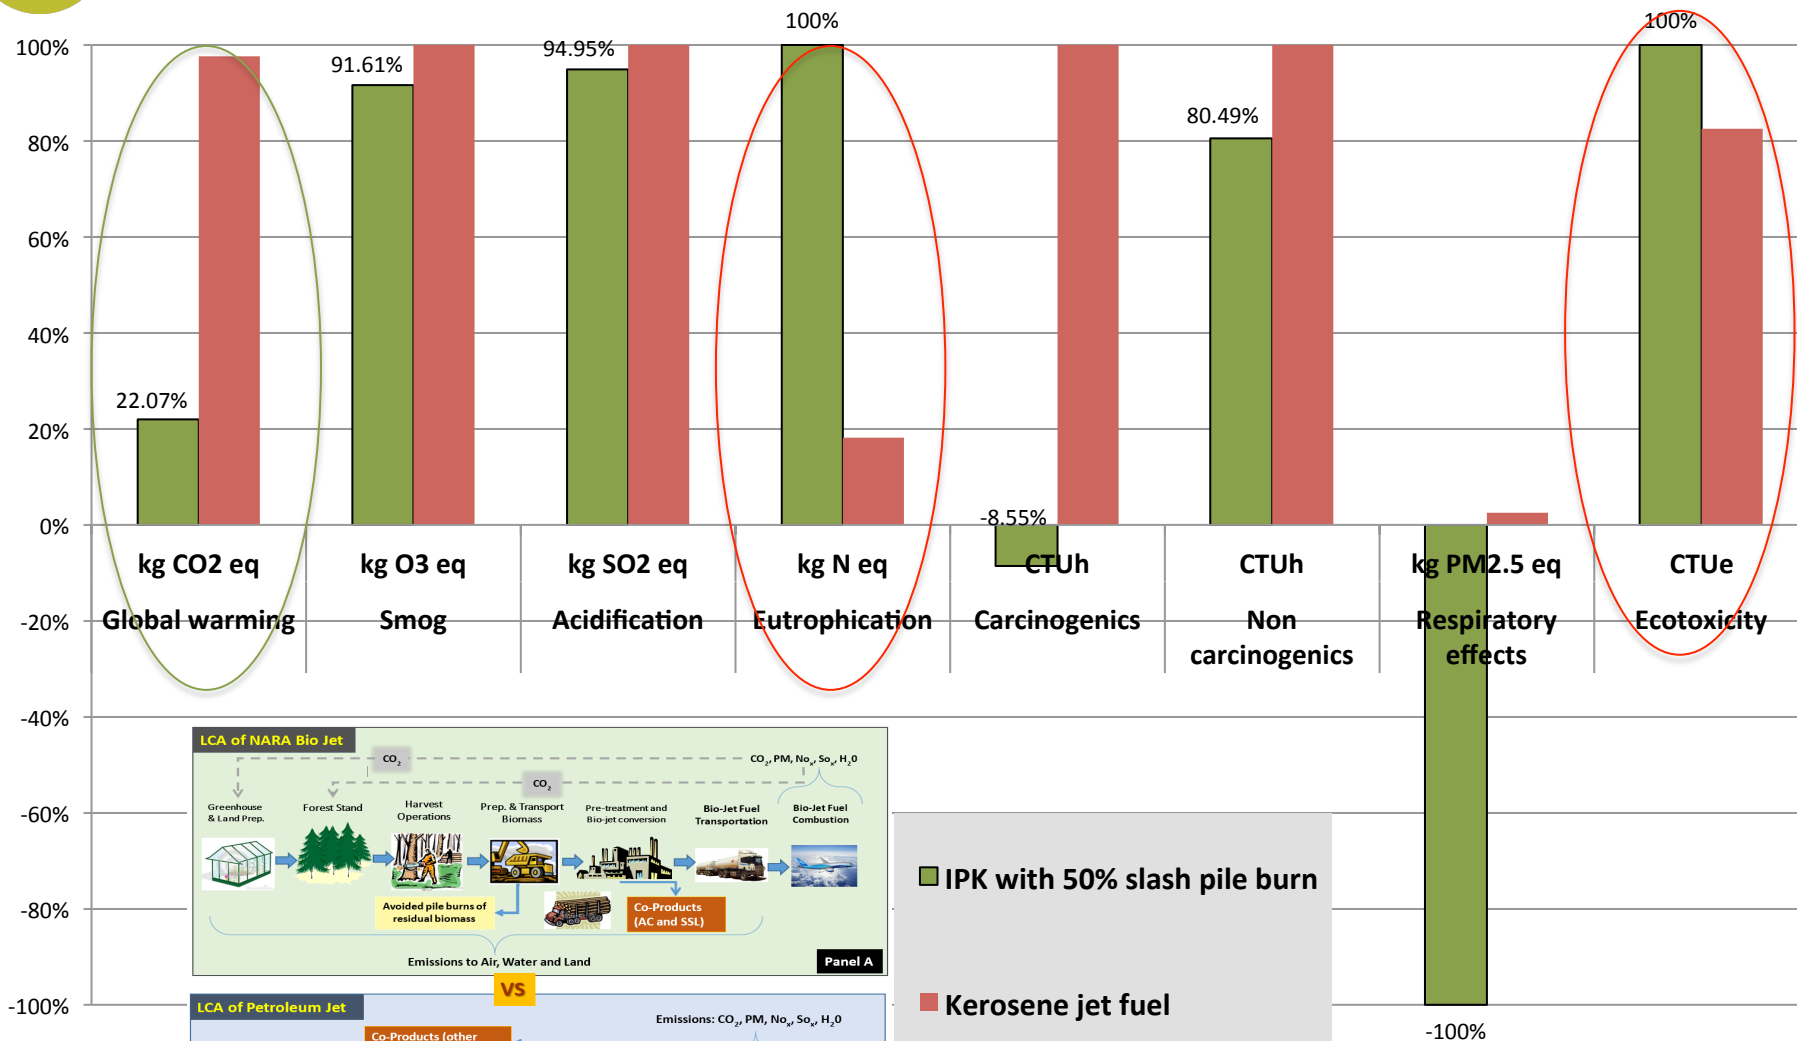 100%
100%
100%
94.95%
91.61%
80%
80.49%
60%
40%
22.07%
20%
0%
-8.55%
kg CO2 eq
kg O3 eq
kg SO2 eq
kg N eq
CTUh
CTUh
kg PM2.5 eq
CTUe
-20%
Global warming
Smog
Acidification
Eutrophication
Carcinogenics
Non
carcinogenics
Respiratory
effects
Ecotoxicity
-40%
-60%
-80%
-100%
-100%
LCA of NARA Bio Jet
CO2
CO2
CO2, PM, Nox, Sox, H20
Greenhouse
& Land Prep.
Forest Stand
Harvest
Operations
Prep. & Transport
Biomass
Pre-treatment and
Bio-jet conversion
Bio-Jet Fuel
Transportation
Bio-Jet Fuel
Combustion
Avoided pile burns of
residual biomass
Co-Products
(AC and SSL)
Emissions to Air, Water and Land
Panel A
VS
LCA of Petroleum Jet
Emissions: CO2, PM, Nox, Sox, H20
Co-Products (other
IPK with 50% slash pile burn
Kerosene jet fuel